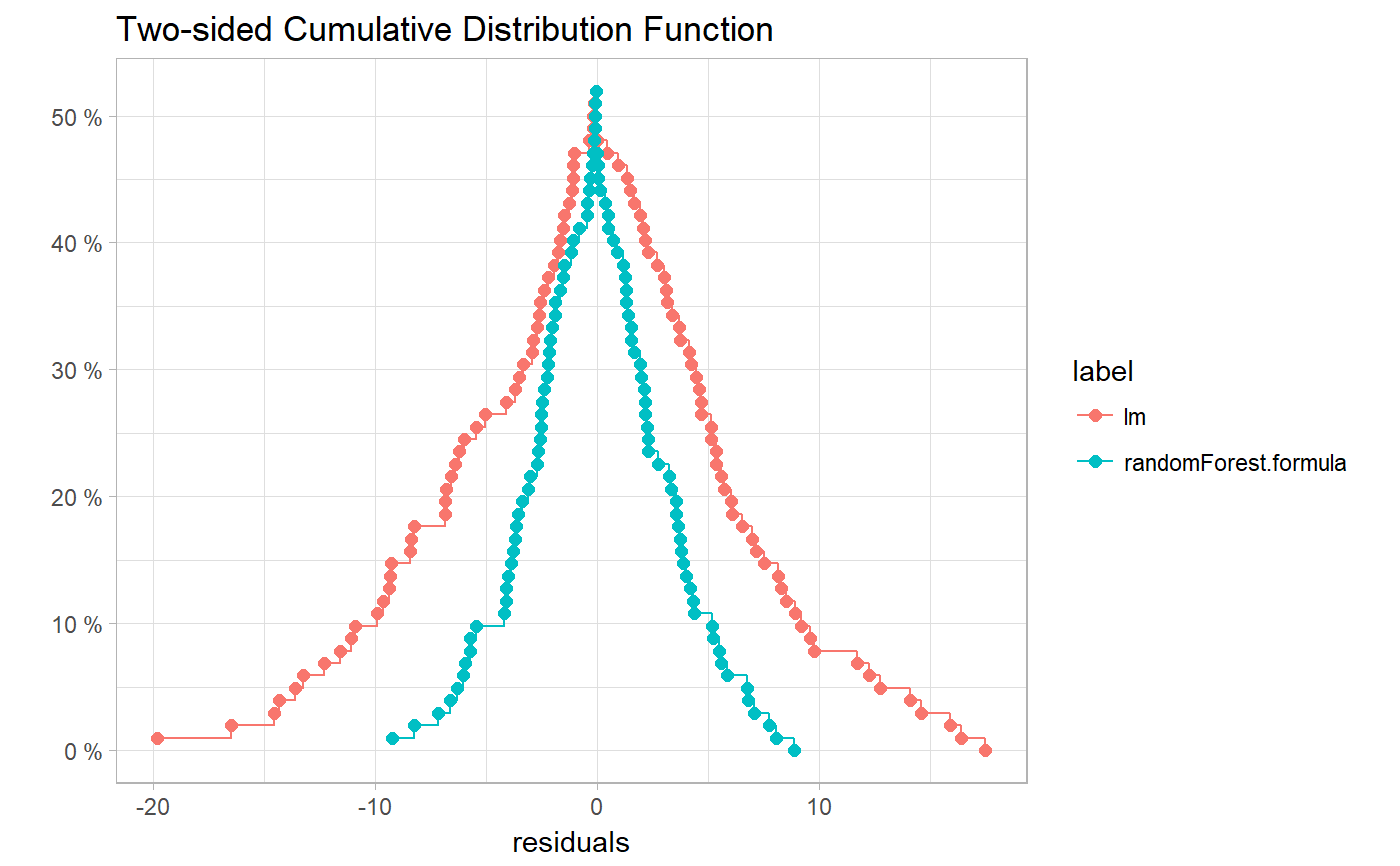 Two-sided Cumulative Distribution Function
50 %
40 %
30 %
20 %
10 %
0 %
-20
-10
0
10
residuals
label
lm
randomForest.formula